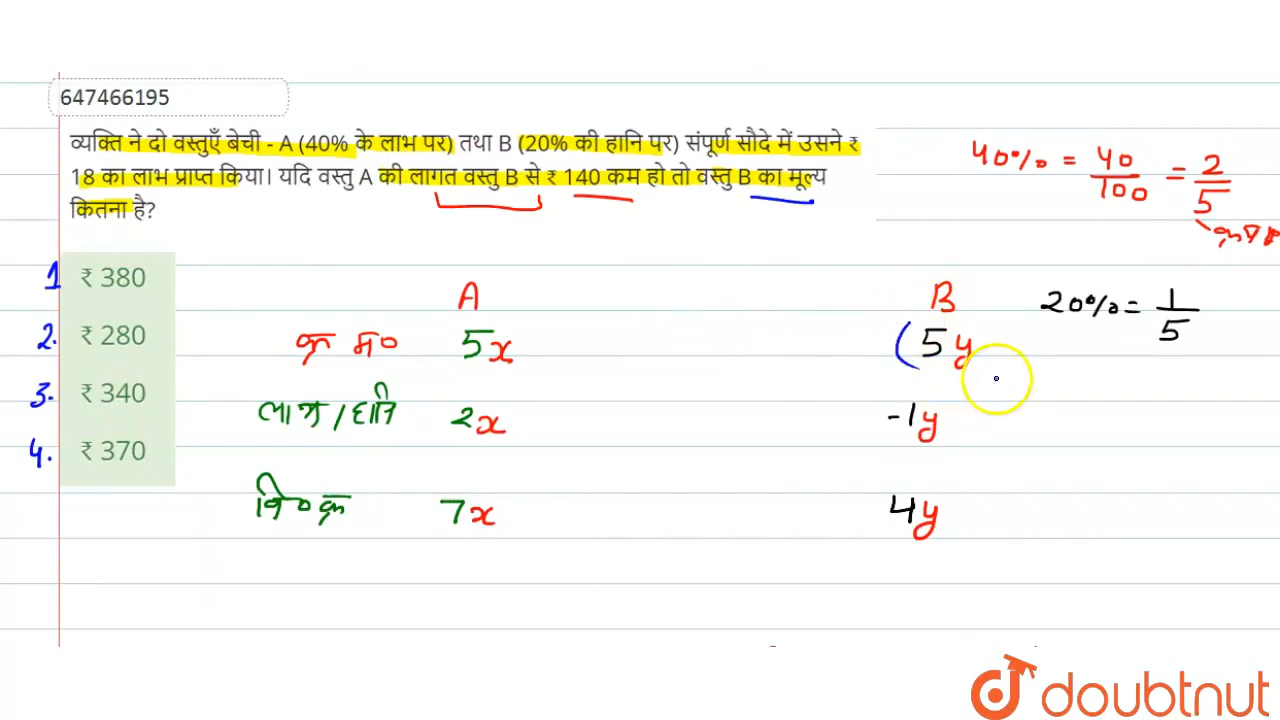 647466195
व्यक्ति ने दो वस्तुएँ बेची - A (40% के लाभ पर) तथा B (20% की हानि पर) संपूर्ण सौदे में उसने ₹
18 का लाभ प्राप्त किया। यदि वस्तु A की लागत वस्तु B से ₹ 140 कम हो तो वस्तु B का मूल्य
कितना है?
40% = 40/100 = 2/5
1 ₹ 380
2. ₹ 280
3. ₹ 340
4. ₹ 370
A B 20% = 1/5
क्र म० 5x (5y
लाभ/हानि 2x -1y
वि०क्र 7x 4y
doubtnut